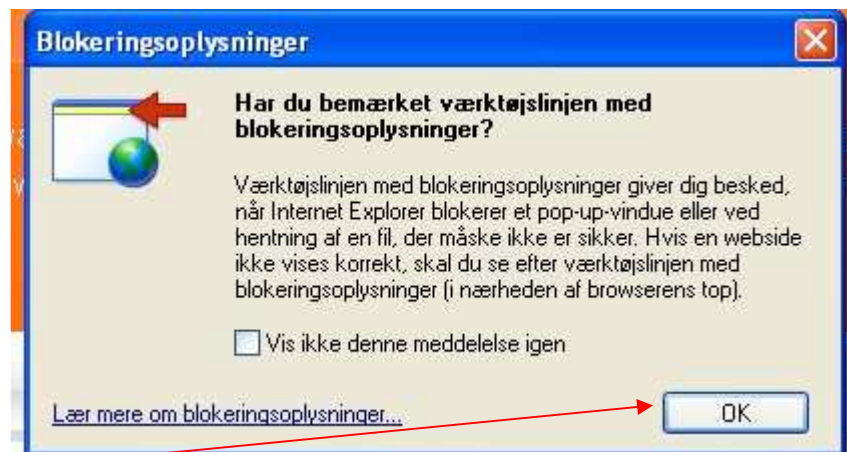 Blokeringsoplysninger
Har du bemærket værktøjslinjen med
blokeringsoplysninger?
Værktøjslinjen med blokeringsoplysninger giver dig besked,
når Internet Explorer blokerer et pop-up-vindue eller ved
hentning af en fil, der måske ikke er sikker. Hvis en webside
ikke vises korrekt, skal du se efter værktøjslinjen med
blokeringsoplysninger (i nærheden af browserens top).
Vis ikke denne meddelelse igen
Lær mere om blokeringsoplysninger...
OK